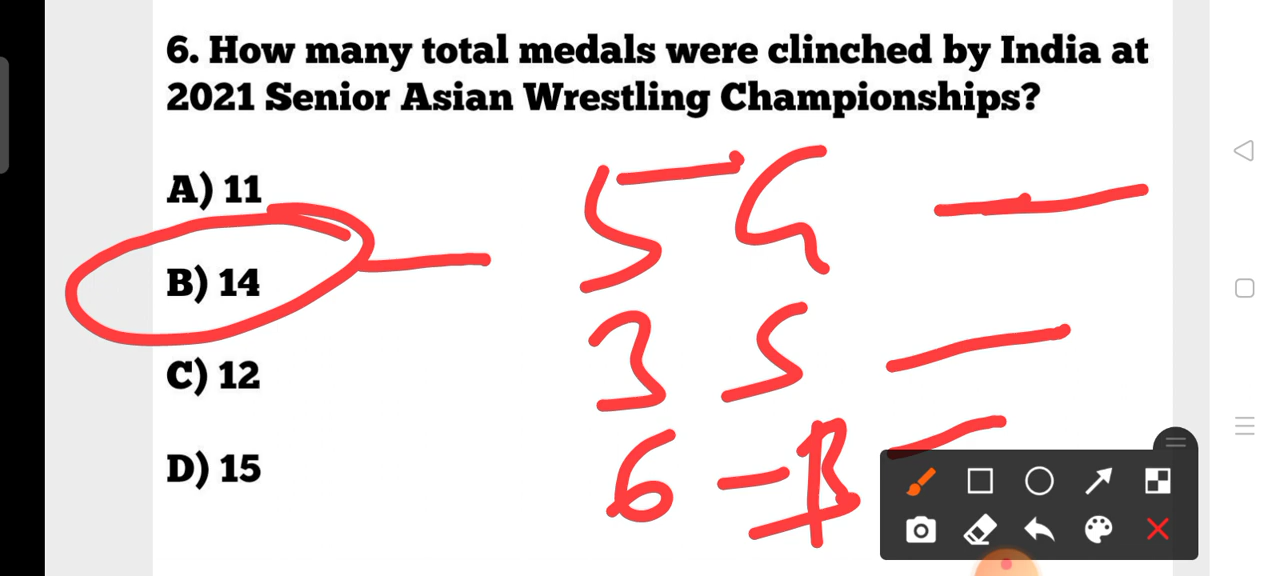 6. How many total medals were clinched by India at
2021 Senior Asian Wrestling Championships?
A) 11
B) 14
C) 12
D) 15
5 G
3 S
6 - B